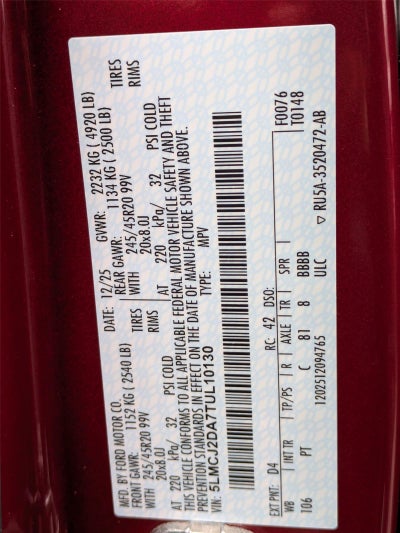 MFD. BY FORD MOTOR CO.
DATE: 12/25 GVWR: 2232 KG ( 4920 LB)
FRONT GAWR: 1152 KG ( 2540 LB) REAR GAWR: 1134 KG ( 2500 LB)
WITH 245/45R20 99V TIRES WITH 245/45R20 99V TIRES
20x8.0J RIMS 20x8.0J RIMS
AT 220 kPa/ 32 PSI COLD AT 220 kPa/ 32 PSI COLD
THIS VEHICLE CONFORMS TO ALL APPLICABLE FEDERAL MOTOR VEHICLE SAFETY AND THEFT
PREVENTION STANDARDS IN EFFECT ON THE DATE OF MANUFACTURE SHOWN ABOVE.
VIN: 5LMCJ2DA7TUL10130 TYPE: MPV
F0076
T0148
EXT PNT: D4 RC: 42 DSO:
WB INT TR TP/PS R AXLE TR SPR
106 PT C 81 8 BBBB
1202512094765 ULC ▽ RU5A-3520472-AB